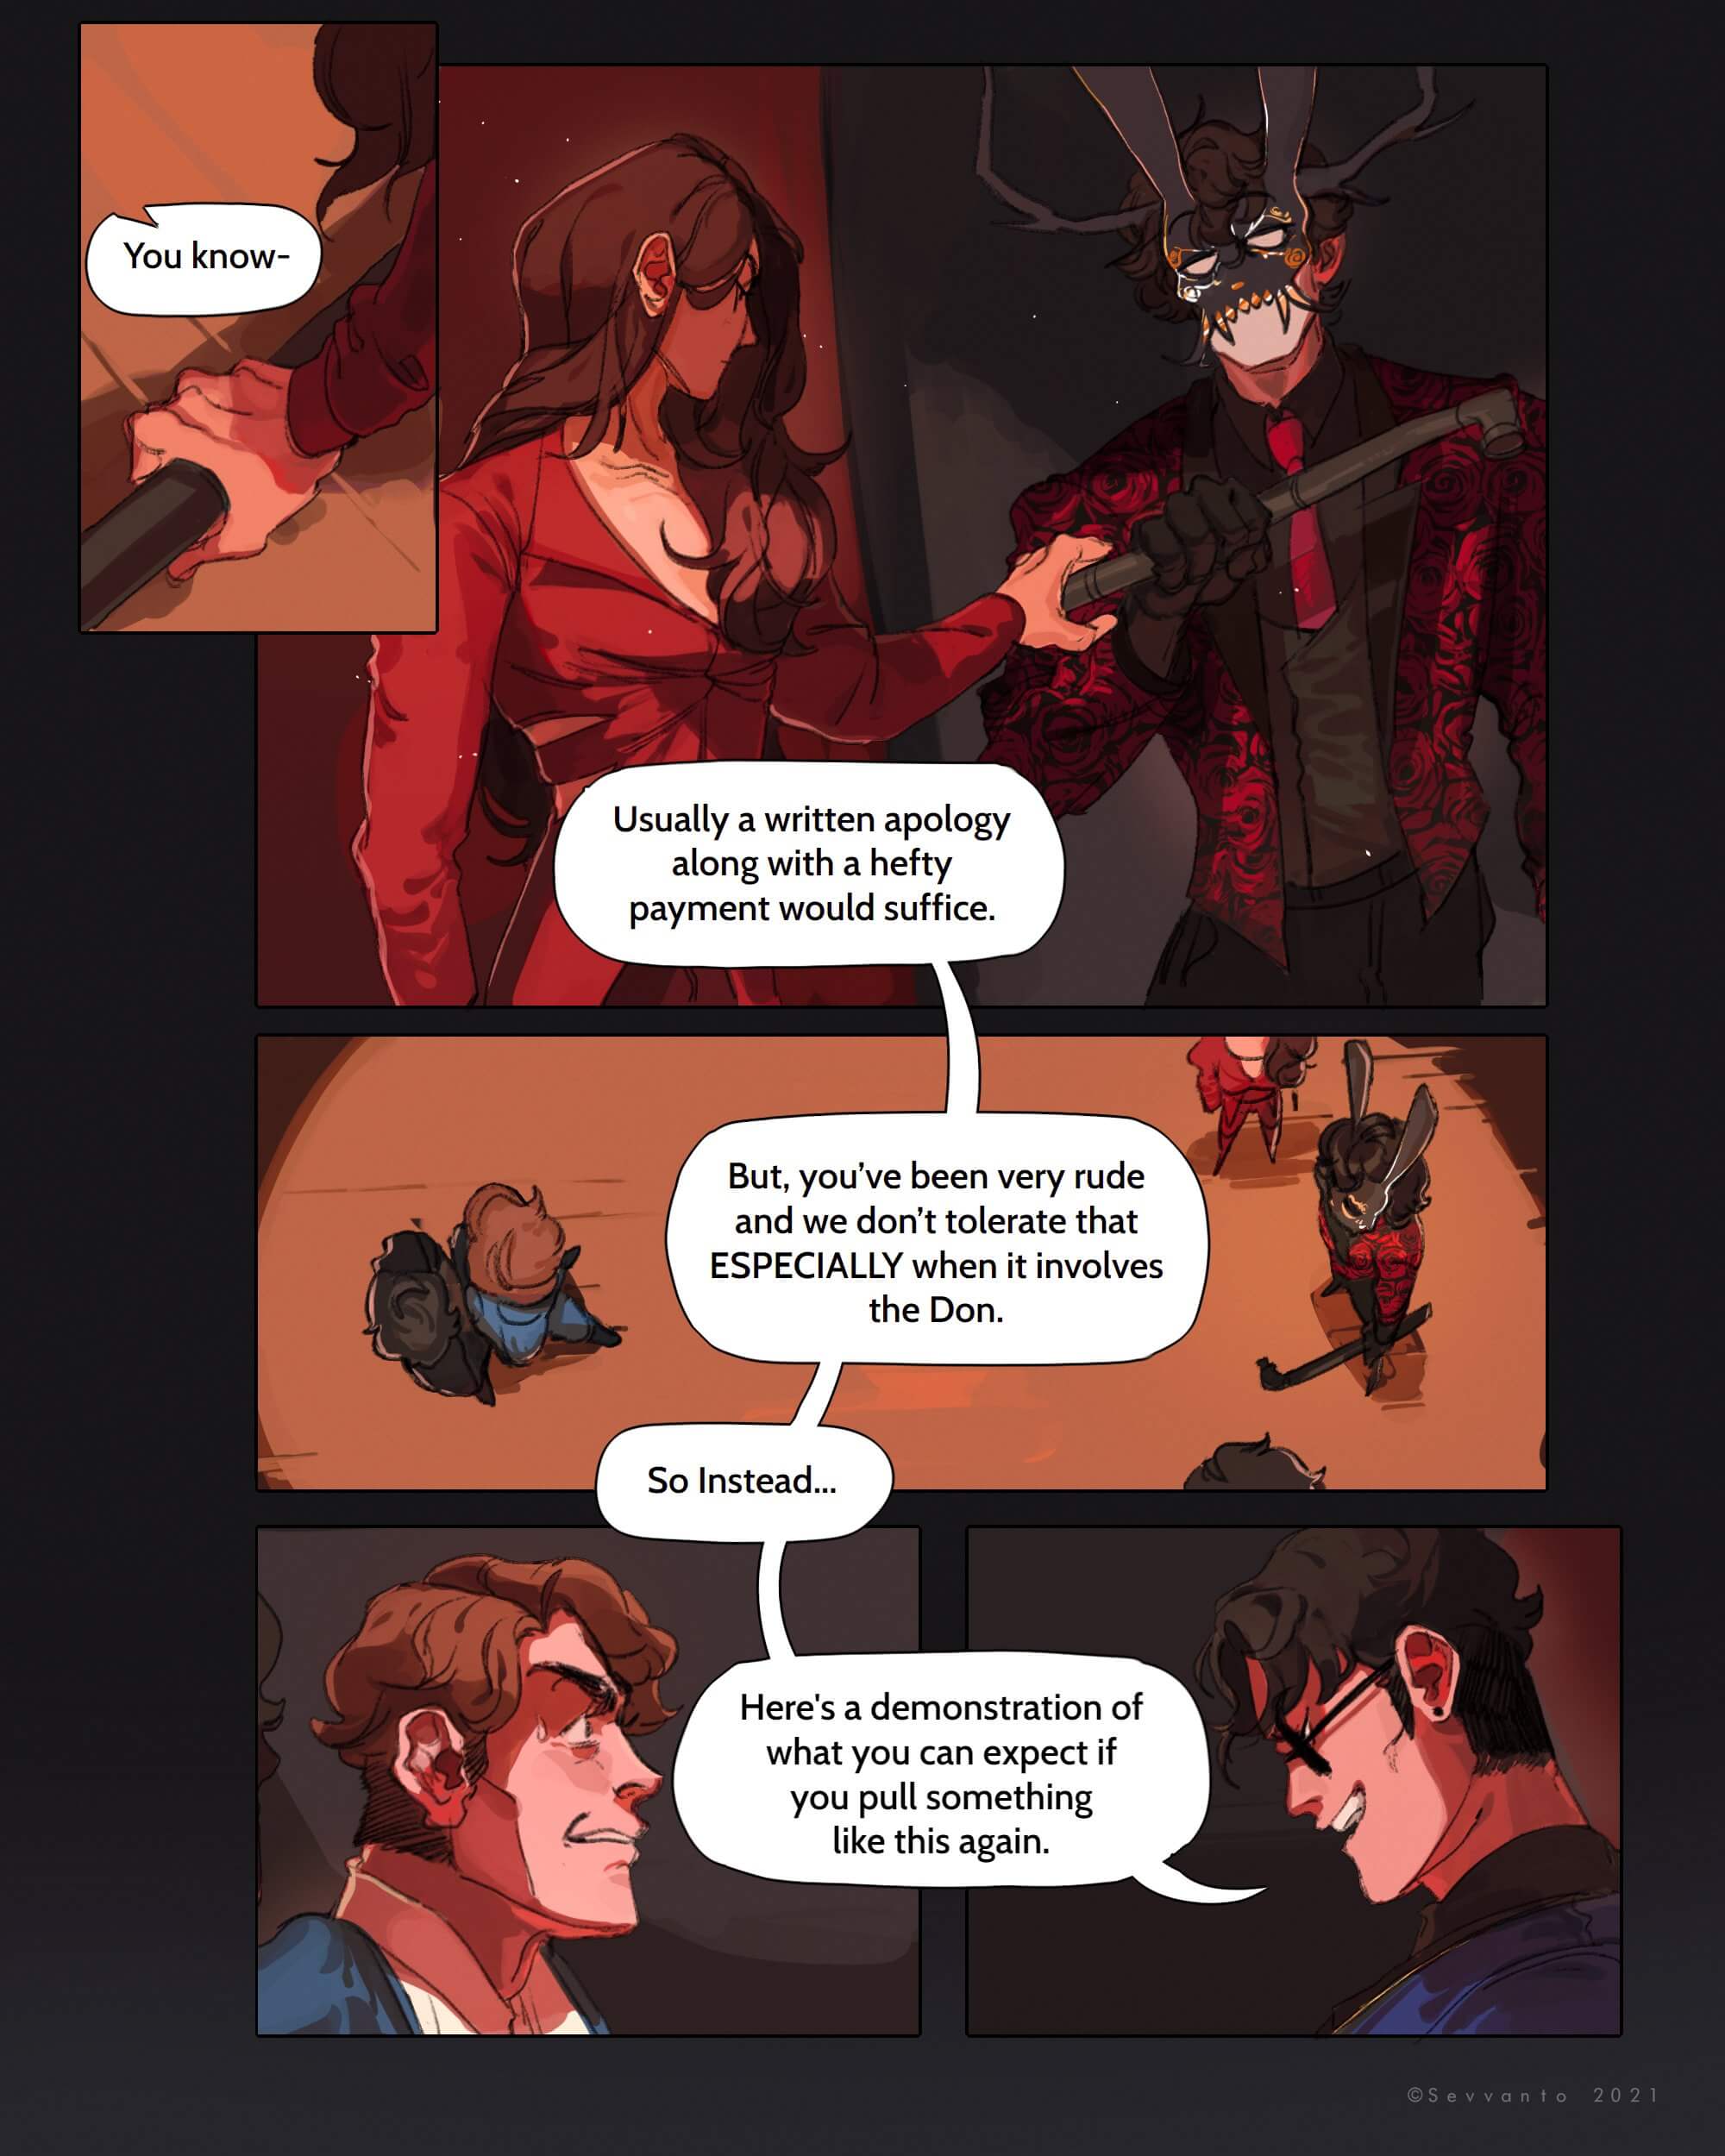 You know-
Usually a written apology
along with a hefty
payment would suffice.
But, you’ve been very rude
and we don’t tolerate that
ESPECIALLY when it involves
the Don.
So Instead...
Here's a demonstration of
what you can expect if
you pull something
like this again.
©Sevvanto 2021